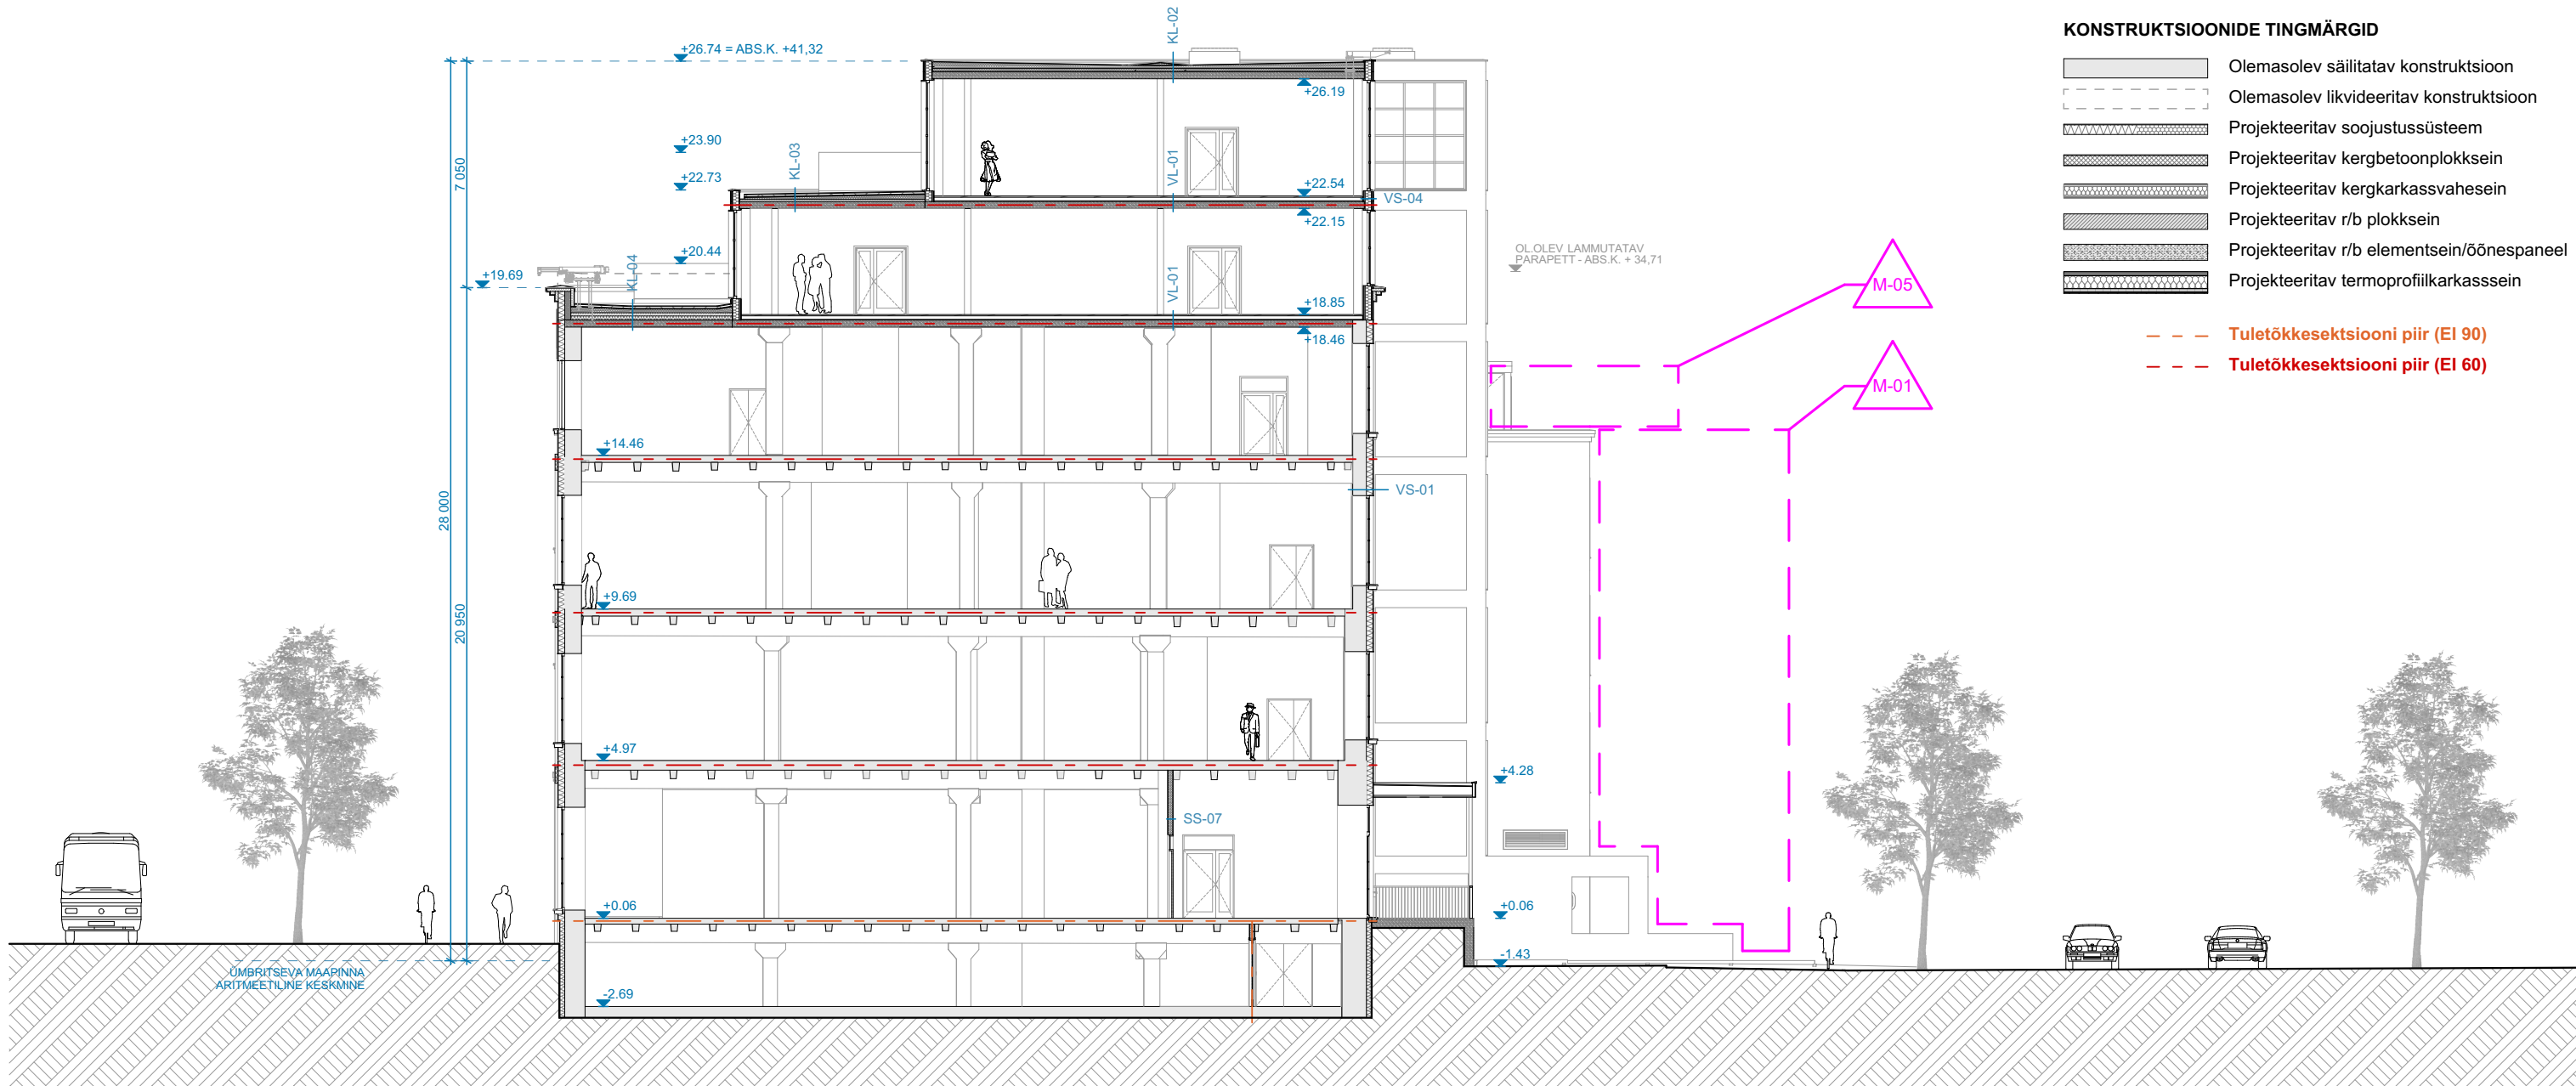 KONSTRUKTSIOONIDE TINGMÄRGID
Olemasolev säilitatav konstruktsioon
Olemasolev likvideeritav konstruktsioon
Projekteeritav soojustussüsteem
Projekteeritav kergbetoonplokksein
Projekteeritav kergkarkassvahesein
Projekteeritav r/b plokksein
Projekteeritav r/b elementsein/õõnespaneel
Projekteeritav termoprofiilkarkasssein
Tuletõkkesektsiooni piir (EI 90)
Tuletõkkesektsiooni piir (EI 60)
+26.74 = ABS.K. +41,32
KL-02
+26.19
+23.90
KL-03
VL-01
+22.73
+22.54
VS-04
+22.15
7 050
+20.44
KL-04
+19.69
VL-01
+18.85
+18.46
OL.OLEV LAMMUTATAV
PARAPETT - ABS.K. + 34,71
M-05
M-01
+14.46
VS-01
28 000
20 950
+9.69
+4.97
+4.28
SS-07
+0.06
+0.06
-1.43
-2.69
ÜMBRITSEVA MAAPINNA
ARITMEETILINE KESKMINE